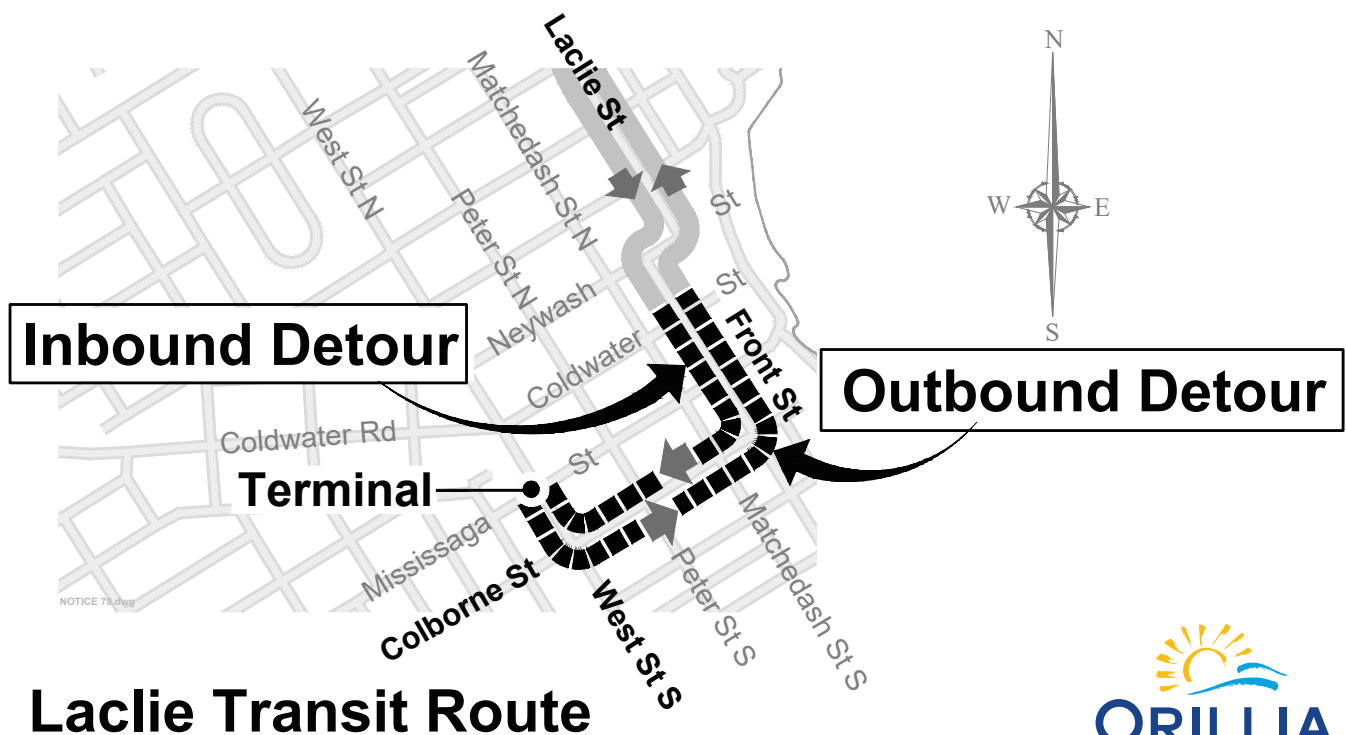 Laclie St
Matchedash St N
West St N
Peter St N
St
St
Neywash
Coldwater
Front St
N
W
E
S
Inbound Detour
Outbound Detour
Coldwater Rd
St
Terminal
Mississaga
Colborne St
West St S
Peter St S
Matchedash St S
NOTICE 79.dwg
Laclie Transit Route
ORILLIA